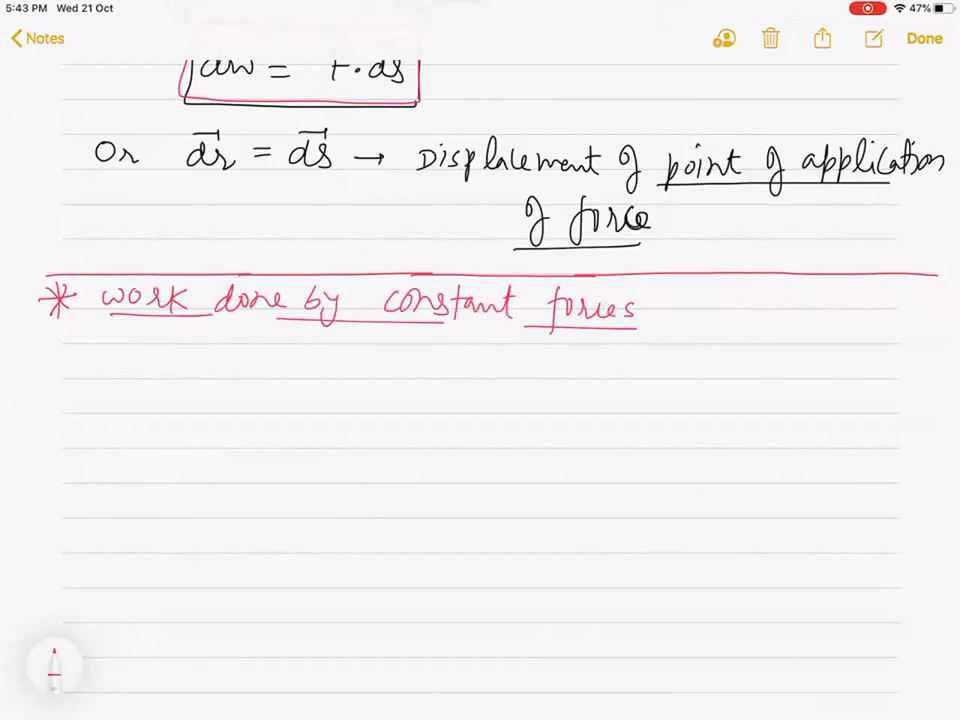 5:43 PM Wed 21 Oct 47%
Notes Done
dw = F·ds
Or dr = ds → Displacement of point of application
of force
* work done by constant forces